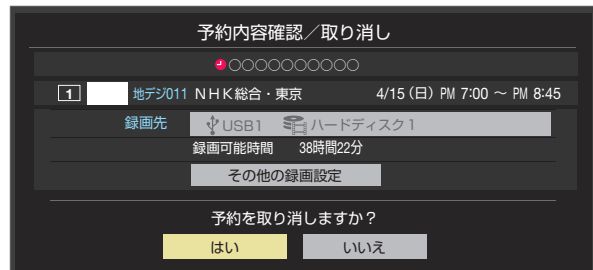 予約内容確認／取り消し
○○○○○○○○○○
1 地デジ011 NHK総合・東京 4/15（日）PM 7:00 ～ PM 8:45
録画先 USB1 ハードディスク1
録画可能時間 38時間22分
その他の録画設定
予約を取り消しますか？
はい いいえ